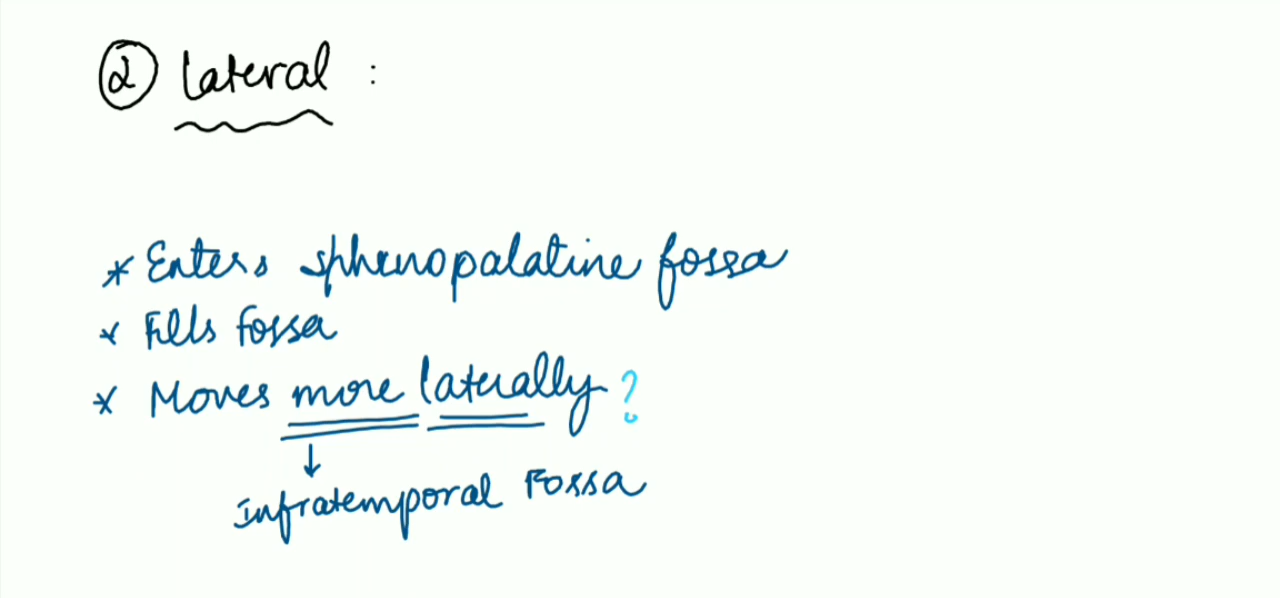 ② Lateral :
* Enters sphenopalatine fossa
* Fills fossa
* Moves more laterally ?
↓
Infratemporal Fossa